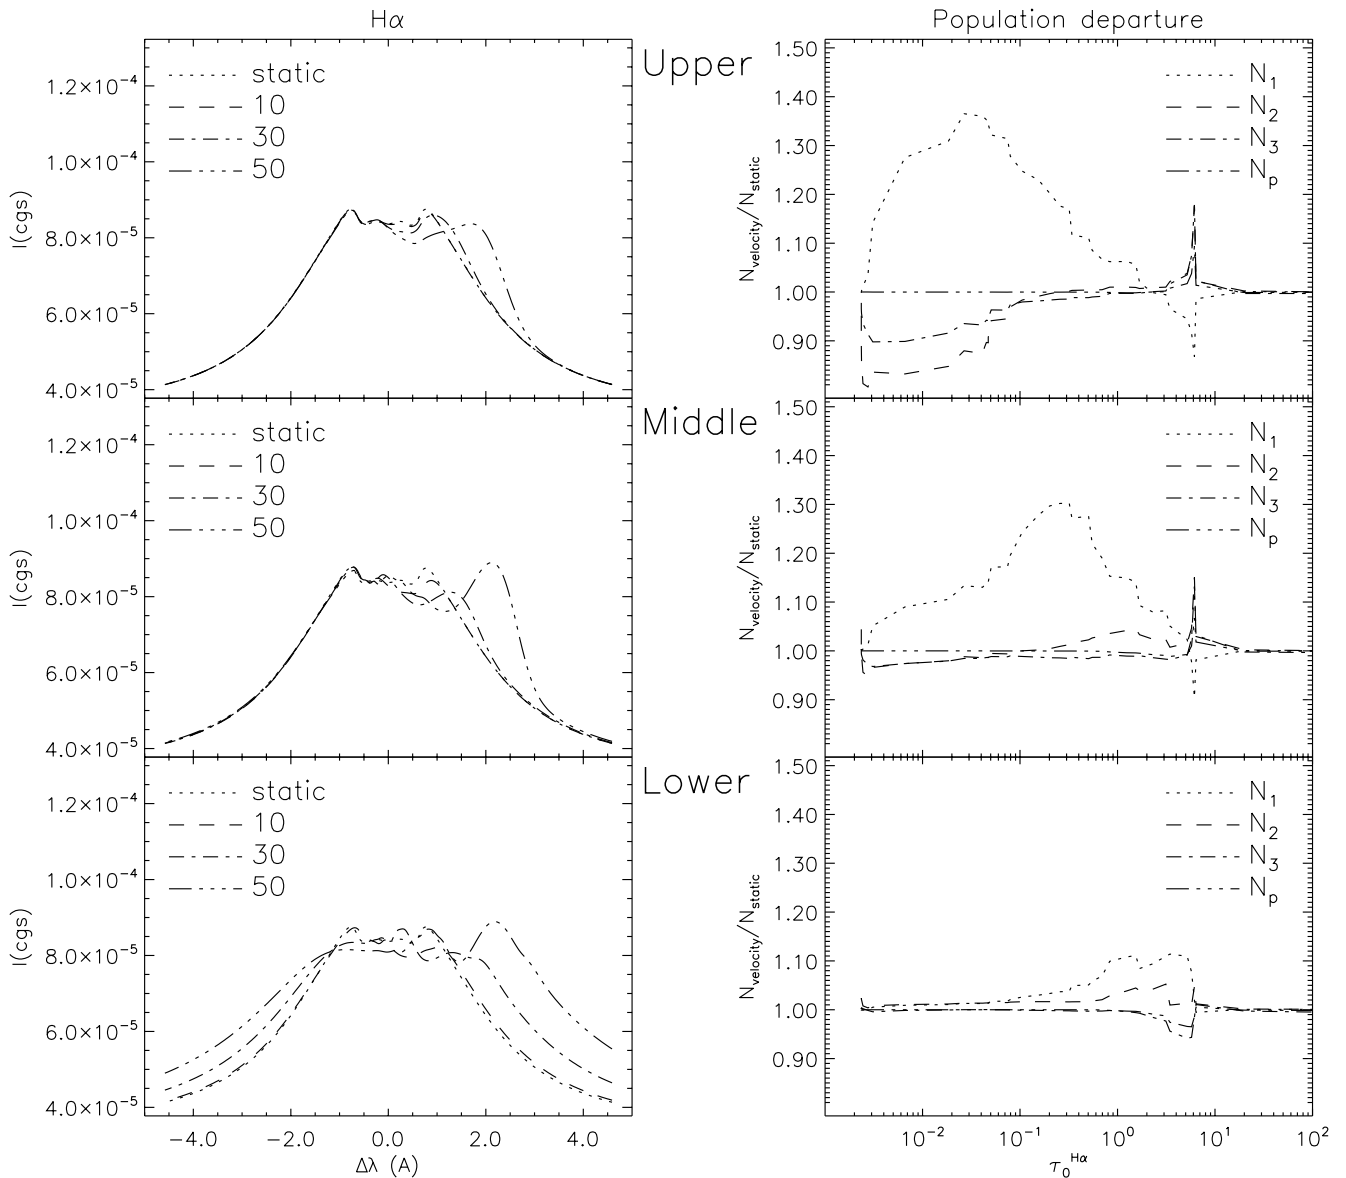 Hα
Population departure
Upper
static
10
30
50
1.2×10⁻⁴
1.0×10⁻⁴
8.0×10⁻⁵
6.0×10⁻⁵
4.0×10⁻⁵
I(cgs)
N₁
N₂
N₃
Nₚ
1.50
1.40
1.30
1.20
1.10
1.00
0.90
N_velocity/N_static
Middle
static
10
30
50
1.2×10⁻⁴
1.0×10⁻⁴
8.0×10⁻⁵
6.0×10⁻⁵
4.0×10⁻⁵
I(cgs)
N₁
N₂
N₃
Nₚ
1.50
1.40
1.30
1.20
1.10
1.00
0.90
N_velocity/N_static
Lower
static
10
30
50
1.2×10⁻⁴
1.0×10⁻⁴
8.0×10⁻⁵
6.0×10⁻⁵
4.0×10⁻⁵
I(cgs)
N₁
N₂
N₃
Nₚ
1.50
1.40
1.30
1.20
1.10
1.00
0.90
N_velocity/N_static
−4.0 −2.0 0.0 2.0 4.0
Δλ (A)
10⁻² 10⁻¹ 10⁰ 10¹ 10²
τ₀ᴴᵅ